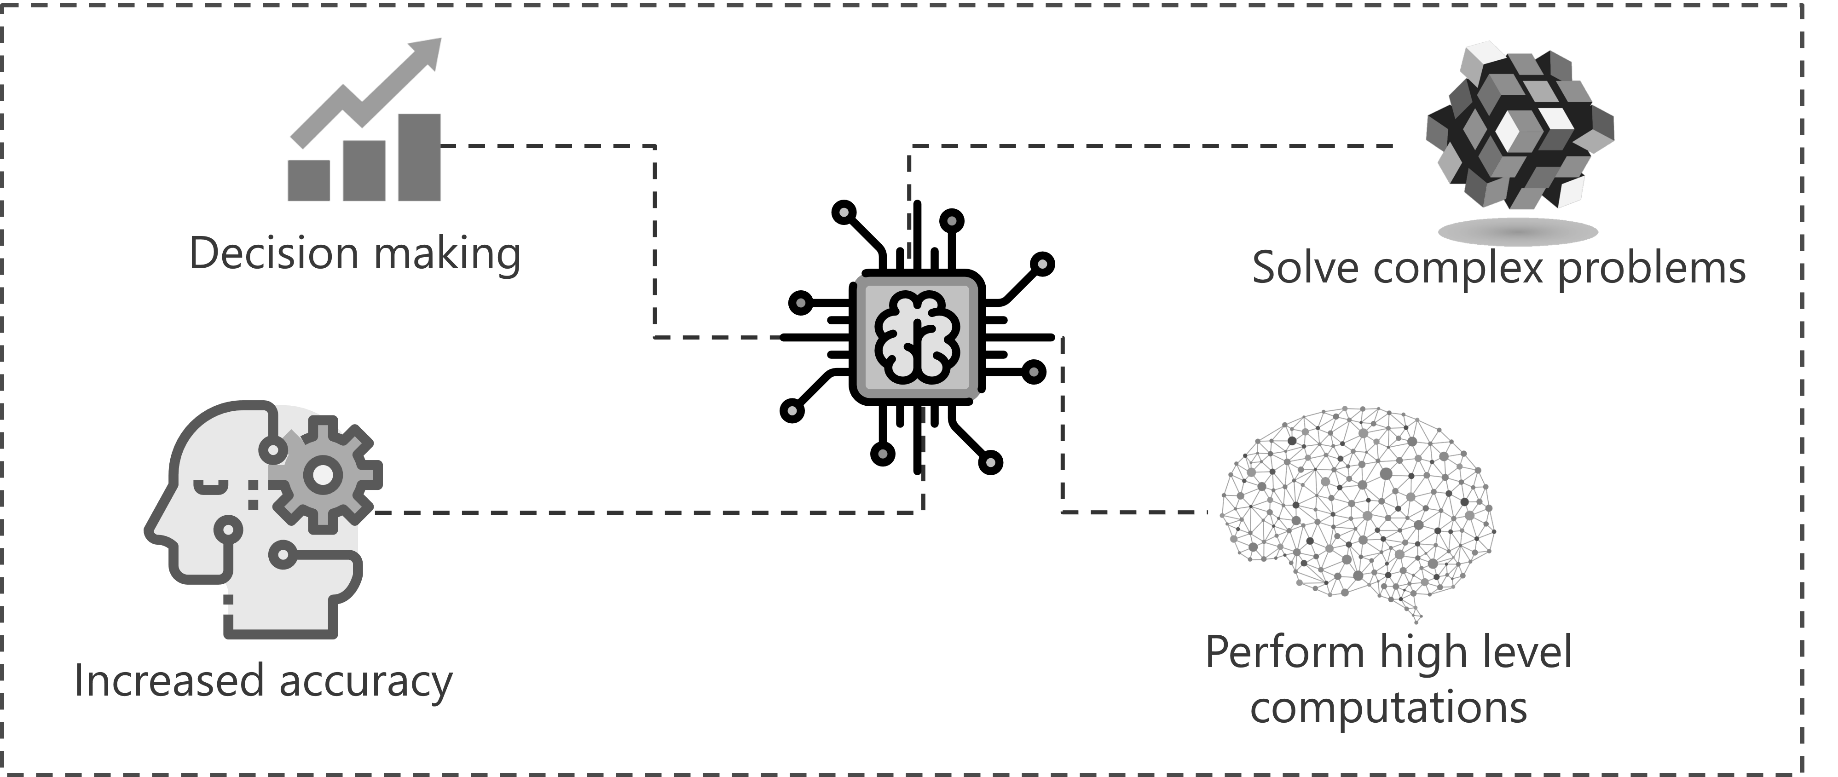 Decision making
Solve complex problems
Increased accuracy
Perform high level
computations